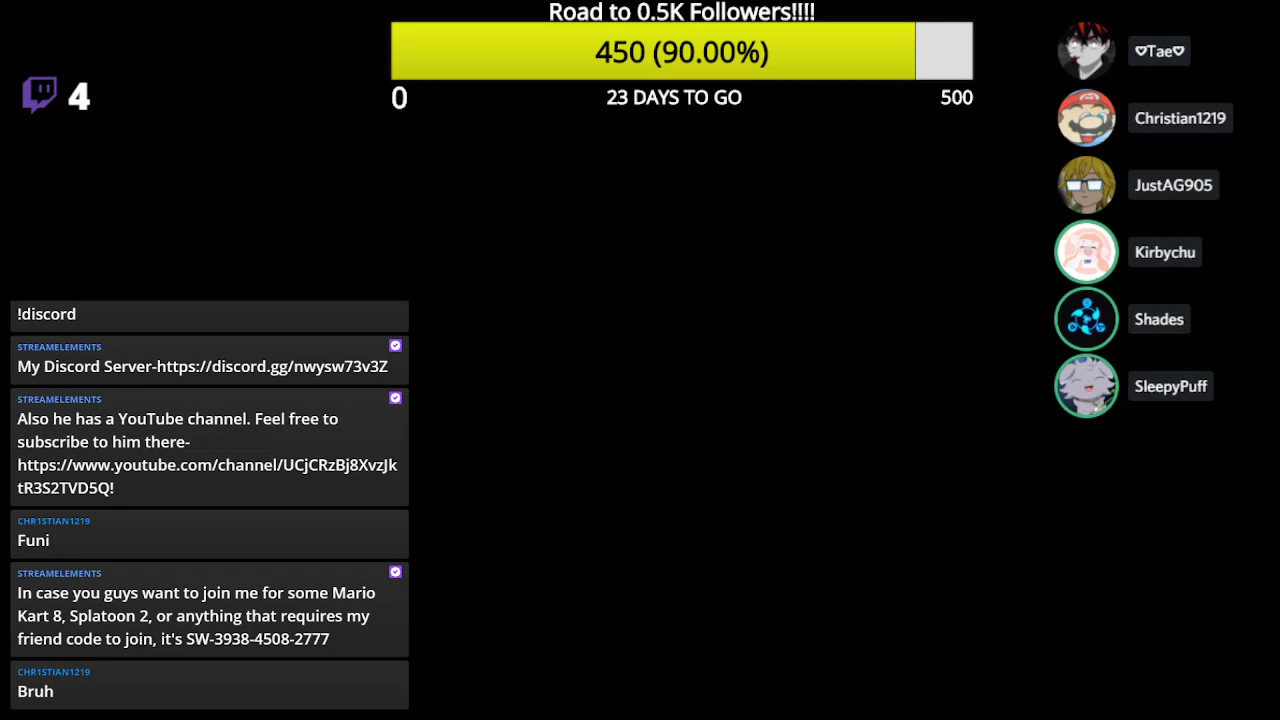 Road to 0.5K Followers!!!!
450 (90.00%)
0
23 DAYS TO GO
500
4
♡Tae♡
Christian1219
JustAG905
Kirbychu
Shades
SleepyPuff
!discord
STREAMELEMENTS
My Discord Server-https://discord.gg/nwysw73v3Z
STREAMELEMENTS
Also he has a YouTube channel. Feel free to
subscribe to him there-
https://www.youtube.com/channel/UCjCRzBj8XvzJk
tR3S2TVD5Q!
CHR1STIAN1219
Funi
STREAMELEMENTS
In case you guys want to join me for some Mario
Kart 8, Splatoon 2, or anything that requires my
friend code to join, it's SW-3938-4508-2777
CHR1STIAN1219
Bruh